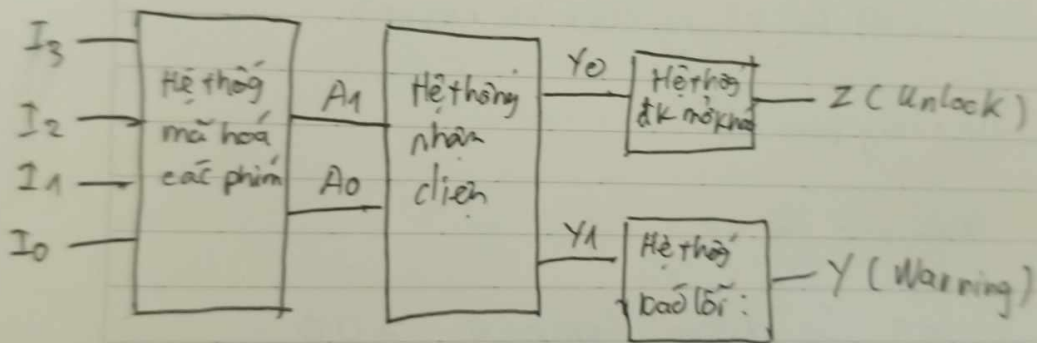 I3
I2
I1
I0
Hệ thống
mã hoá
các phím
A1
A0
Hệ thống
nhận
diện
Y0
Y1
Hệ thống
đk mở khoá
Z (Unlock)
Hệ thống
báo lỗi:
Y (Warning)